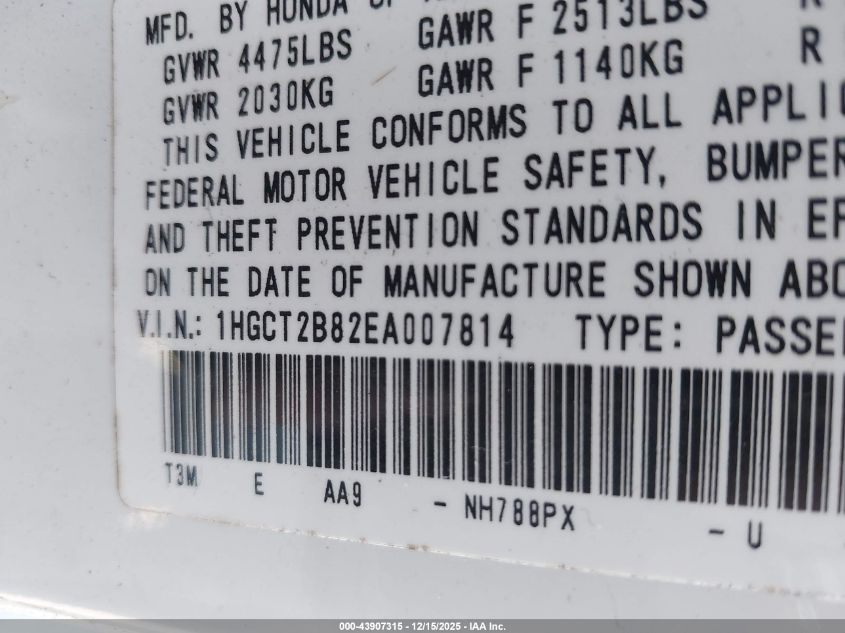 MFD. BY HONDA OF
GVWR 4475LBS GAWR F 2513LBS R
GVWR 2030KG GAWR F 1140KG R
THIS VEHICLE CONFORMS TO ALL APPLI
FEDERAL MOTOR VEHICLE SAFETY, BUMPER
AND THEFT PREVENTION STANDARDS IN EF
ON THE DATE OF MANUFACTURE SHOWN ABO
V.I.N.: 1HGCT2B82EA007814 TYPE: PASSE
T3M E AA9 - NH788PX - U
000-43907315 - 12/15/2025 - IAA Inc.